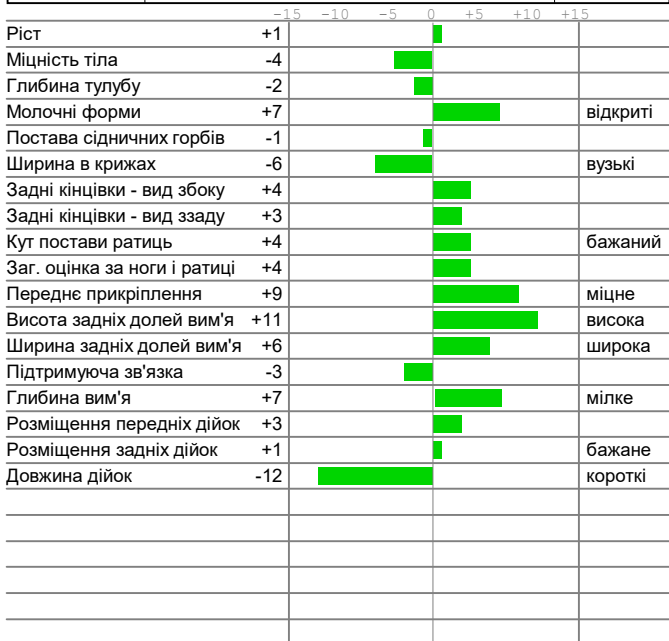 -15 -10 -5 0 +5 +10 +15
Ріст +1
Міцність тіла -4
Глибина тулубу -2
Молочні форми +7 відкриті
Постава сідничних горбів -1
Ширина в крижах -6 вузькі
Задні кінцівки - вид збоку +4
Задні кінцівки - вид ззаду +3
Кут постави ратиць +4 бажаний
Заг. оцінка за ноги і ратиці +4
Переднє прикріплення +9 міцне
Висота задніх долей вим'я +11 висока
Ширина задніх долей вим'я +6 широка
Підтримуюча зв'язка -3
Глибина вим'я +7 мілке
Розміщення передніх дійок +3
Розміщення задніх дійок +1 бажане
Довжина дійок -12 короткі